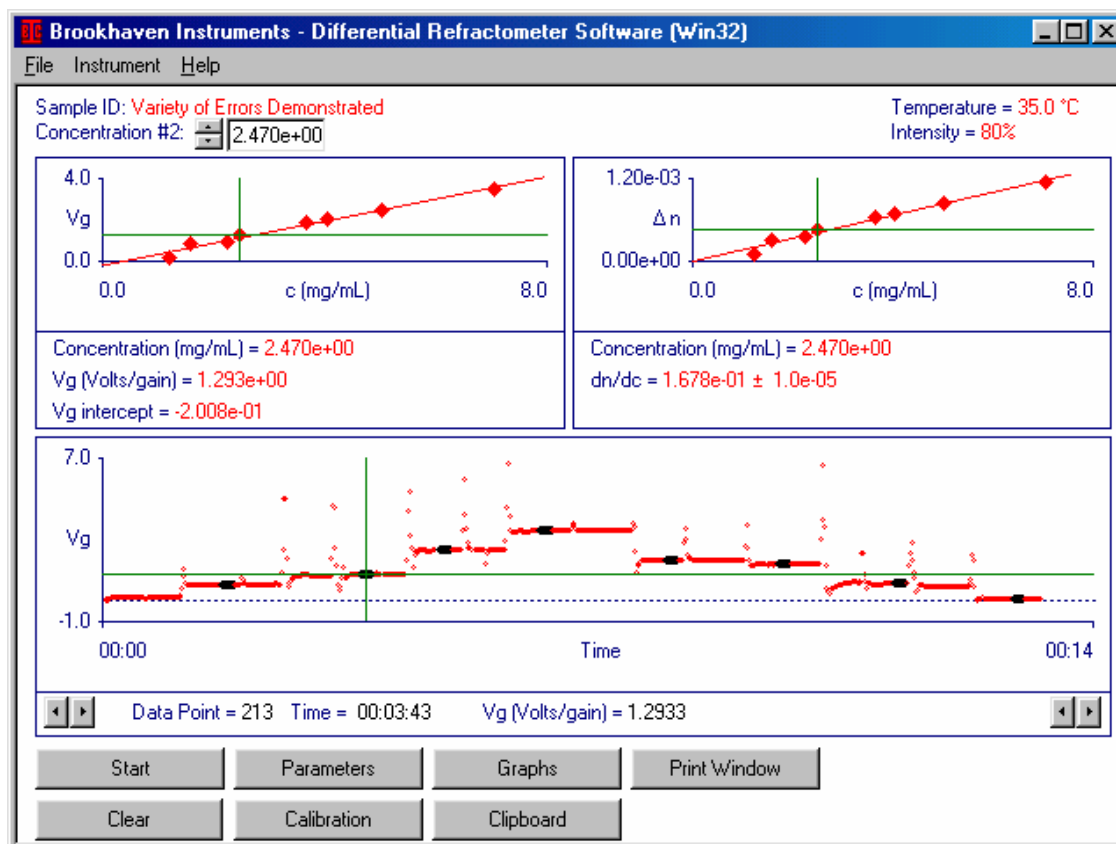 Brookhaven Instruments - Differential Refractometer Software (Win32)
File Instrument Help
Sample ID: Variety of Errors Demonstrated
Temperature = 35.0 °C
Concentration #2: 2.470e+00
Intensity = 80%
4.0
Vg
0.0
0.0 c (mg/mL) 8.0
1.20e-03
Δ n
0.00e+00
0.0 c (mg/mL) 8.0
Concentration (mg/mL) = 2.470e+00
Vg (Volts/gain) = 1.293e+00
Vg intercept = -2.008e-01
Concentration (mg/mL) = 2.470e+00
dn/dc = 1.678e-01 ± 1.0e-05
7.0
Vg
-1.0
00:00 Time 00:14
Data Point = 213 Time = 00:03:43 Vg (Volts/gain) = 1.2933
Start Parameters Graphs Print Window
Clear Calibration Clipboard